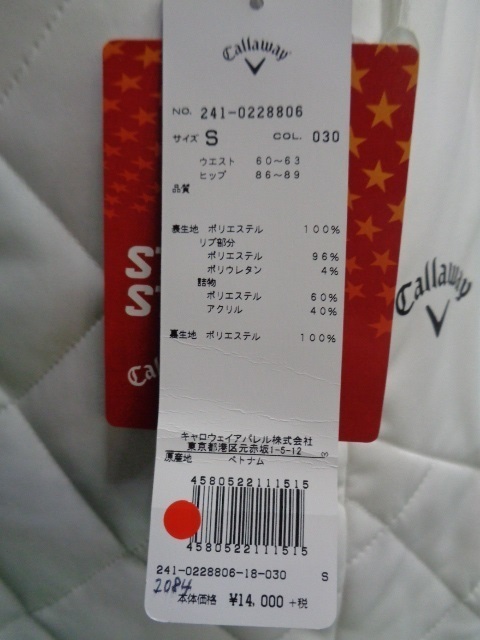 Callaway
NO. 241-0228806
サイズ S COL. 030
ウエスト 60〜63
ヒップ 86〜89
品質
表生地 ポリエステル 100%
リブ部分
ポリエステル 96%
ポリウレタン 4%
詰物
ポリエステル 60%
アクリル 40%
裏生地 ポリエステル 100%
キャロウェイアパレル株式会社
東京都港区元赤坂1-5-12
原産地 ベトナム
4580522111515
4580522111515
241-0228806-18-030 S
2084
本体価格 ¥14,000 +税
Callaway